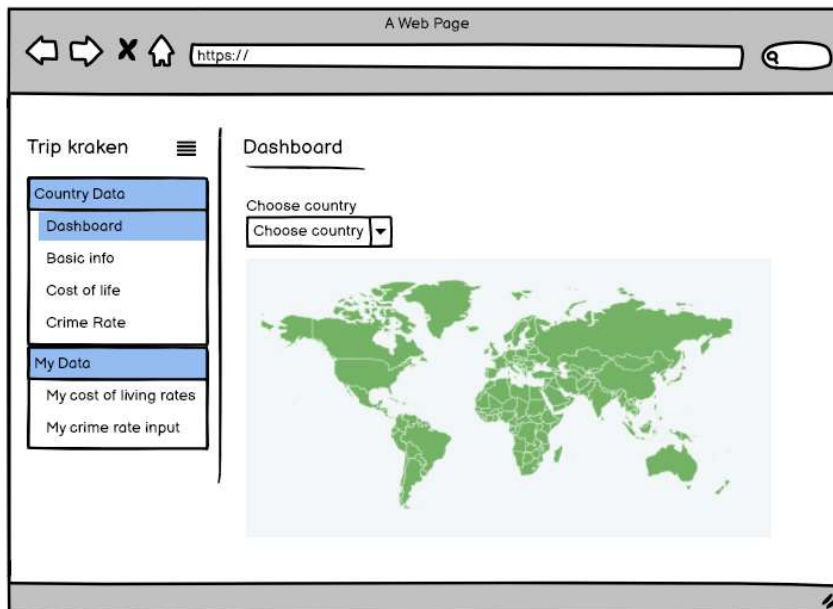 A Web Page
https://
Trip kraken
Country Data
Dashboard
Basic info
Cost of life
Crime Rate
My Data
My cost of living rates
My crime rate input
Dashboard
Choose country
Choose country